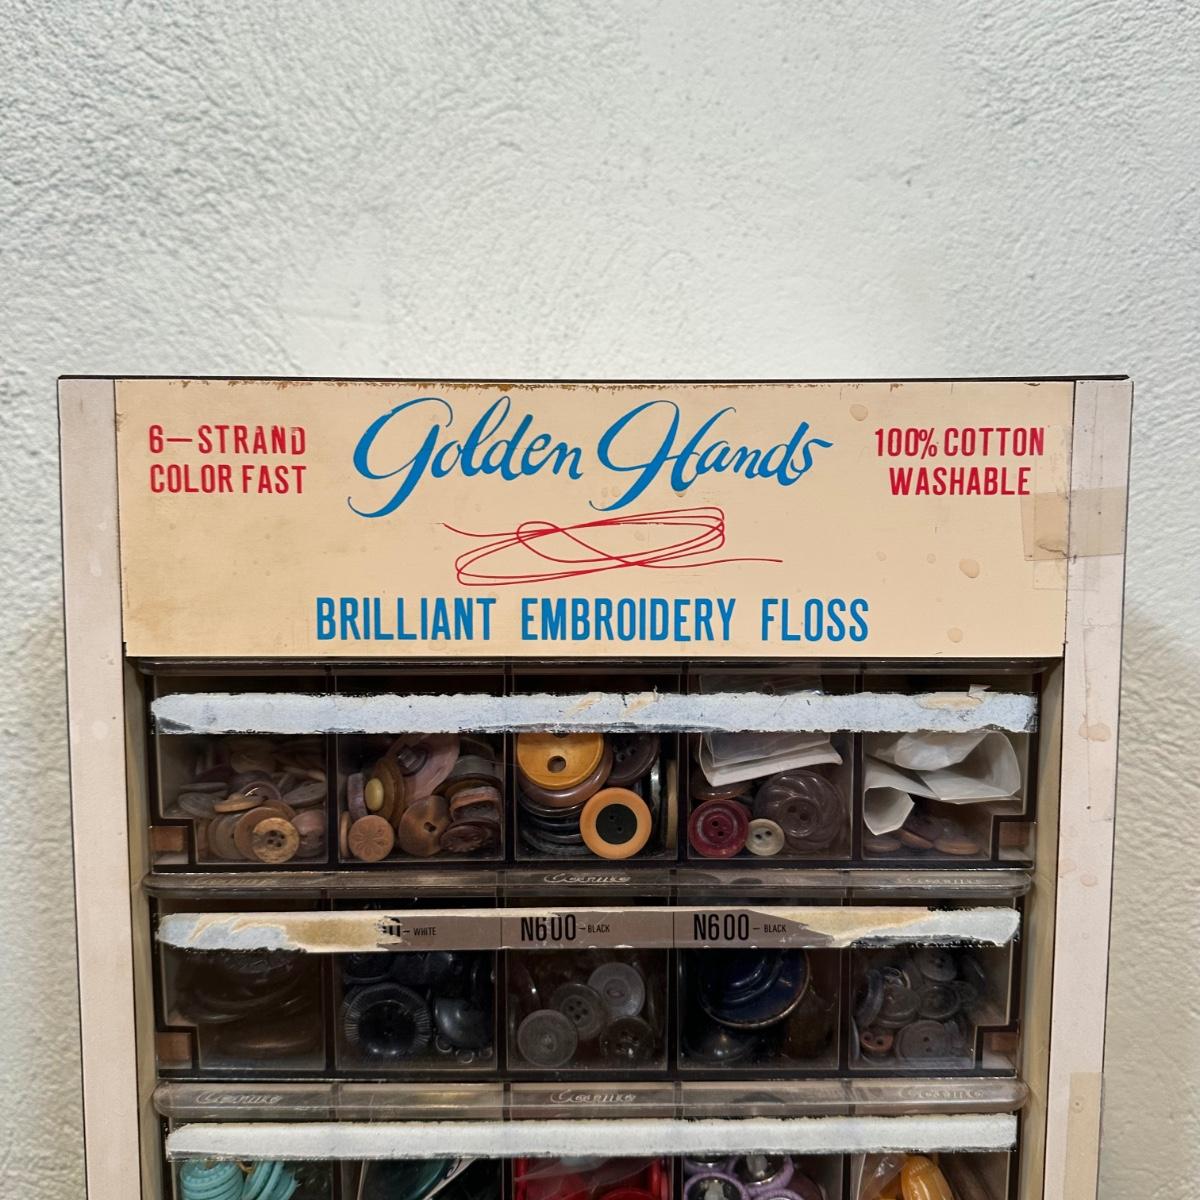 6—STRAND
COLOR FAST
Golden Hands
100% COTTON
WASHABLE
BRILLIANT EMBROIDERY FLOSS
— WHITE
N600 — BLACK
N600 — BLACK